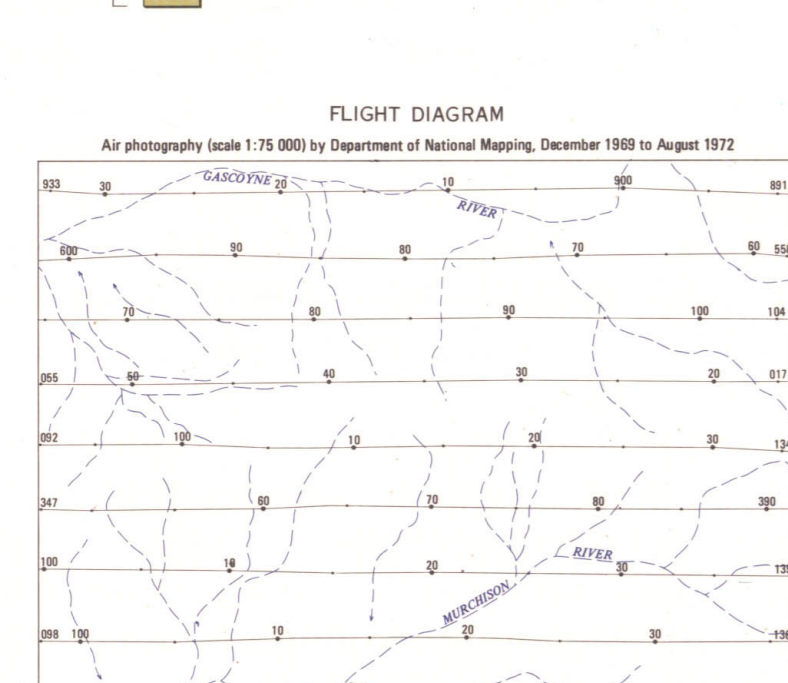 FLIGHT DIAGRAM
Air photography (scale 1:75 000) by Department of National Mapping, December 1969 to August 1972
933 30 GASCOYNE 20 10 900 891
RIVER
600 90 80 70 60
70 80 90 100 104
055 50 40 30 20 017
092 100 10 20 30
347 60 70 80 390
100 10 20 RIVER 30
MURCHISON
098 100 10 20 30